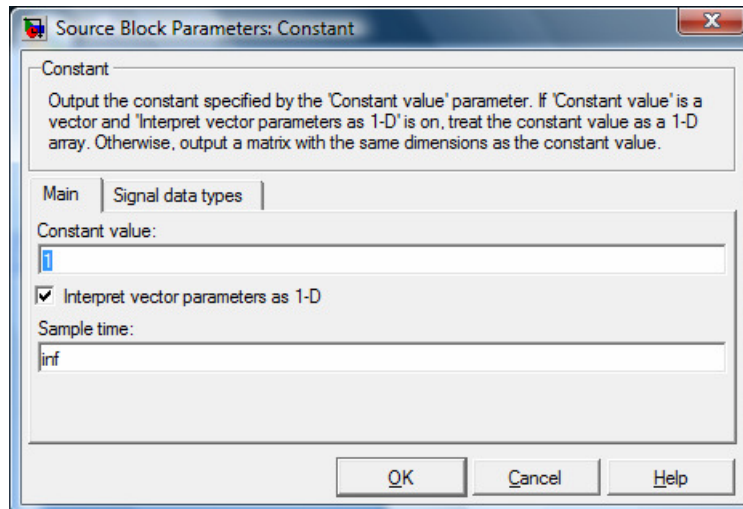 Source Block Parameters: Constant
Constant
Output the constant specified by the 'Constant value' parameter. If 'Constant value' is a
vector and 'Interpret vector parameters as 1-D' is on, treat the constant value as a 1-D
array. Otherwise, output a matrix with the same dimensions as the constant value.
Main Signal data types
Constant value:
1
Interpret vector parameters as 1-D
Sample time:
inf
OK Cancel Help